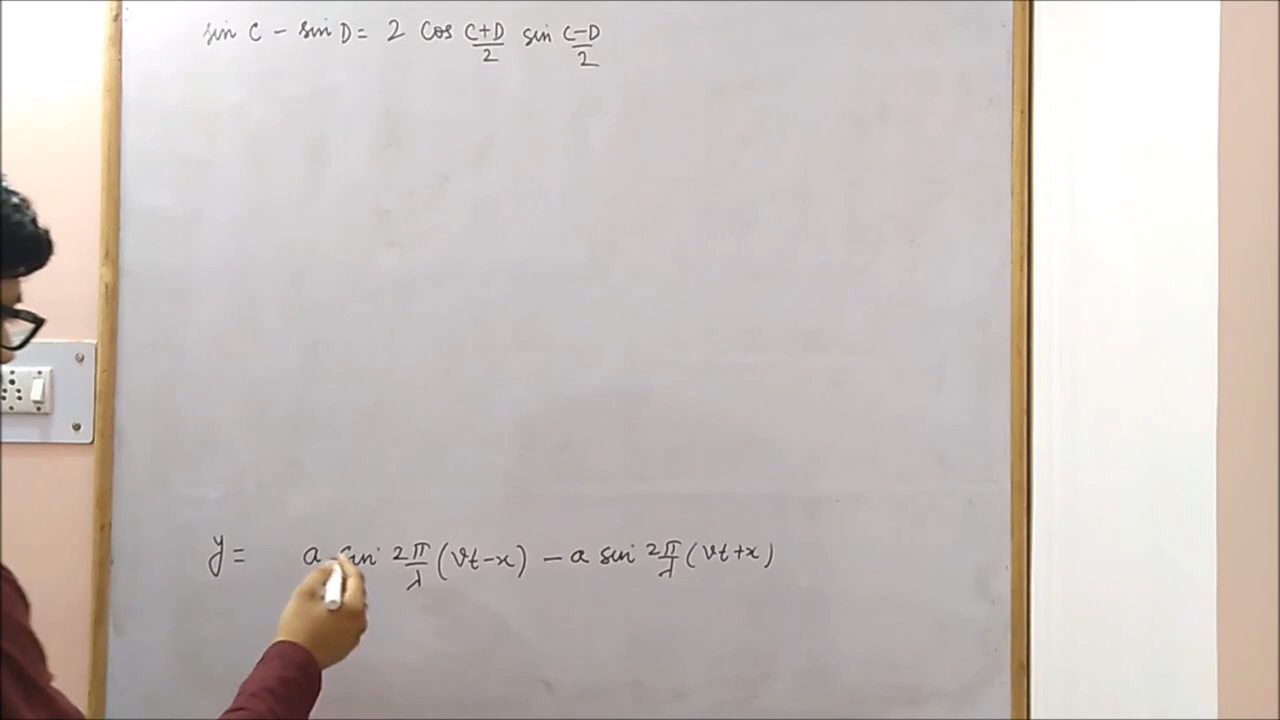 sin C - sin D = 2 cos C+D/2 sin C-D/2
y = a sin 2π/λ (vt-x) - a sin 2π/λ (vt+x)